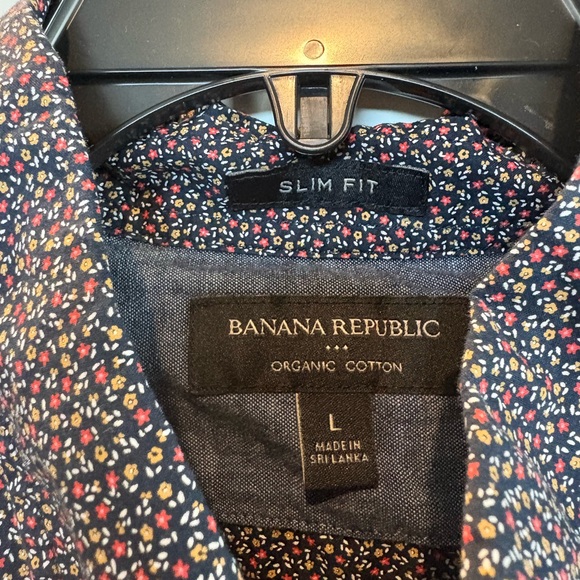 SLIM FIT
BANANA REPUBLIC
ORGANIC COTTON
L
MADE IN
SRI LANKA